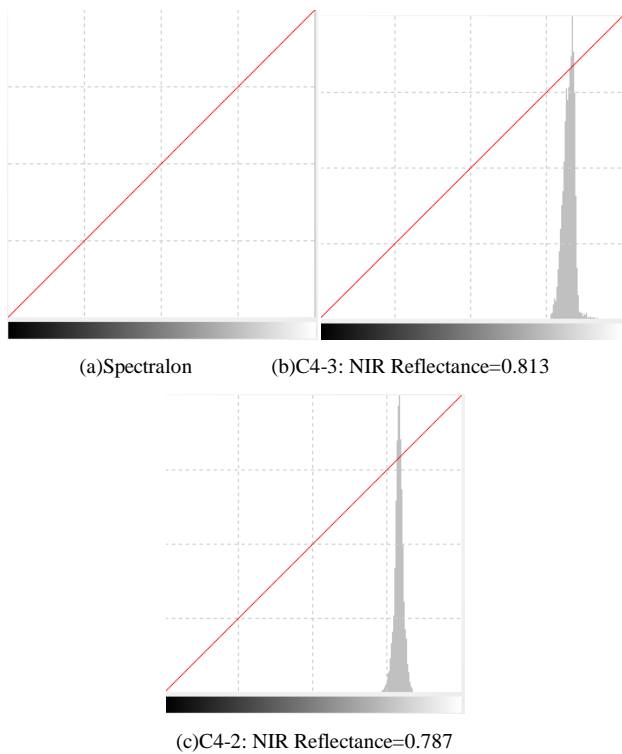 (a)Spectralon
(b)C4-3: NIR Reflectance=0.813
(c)C4-2: NIR Reflectance=0.787